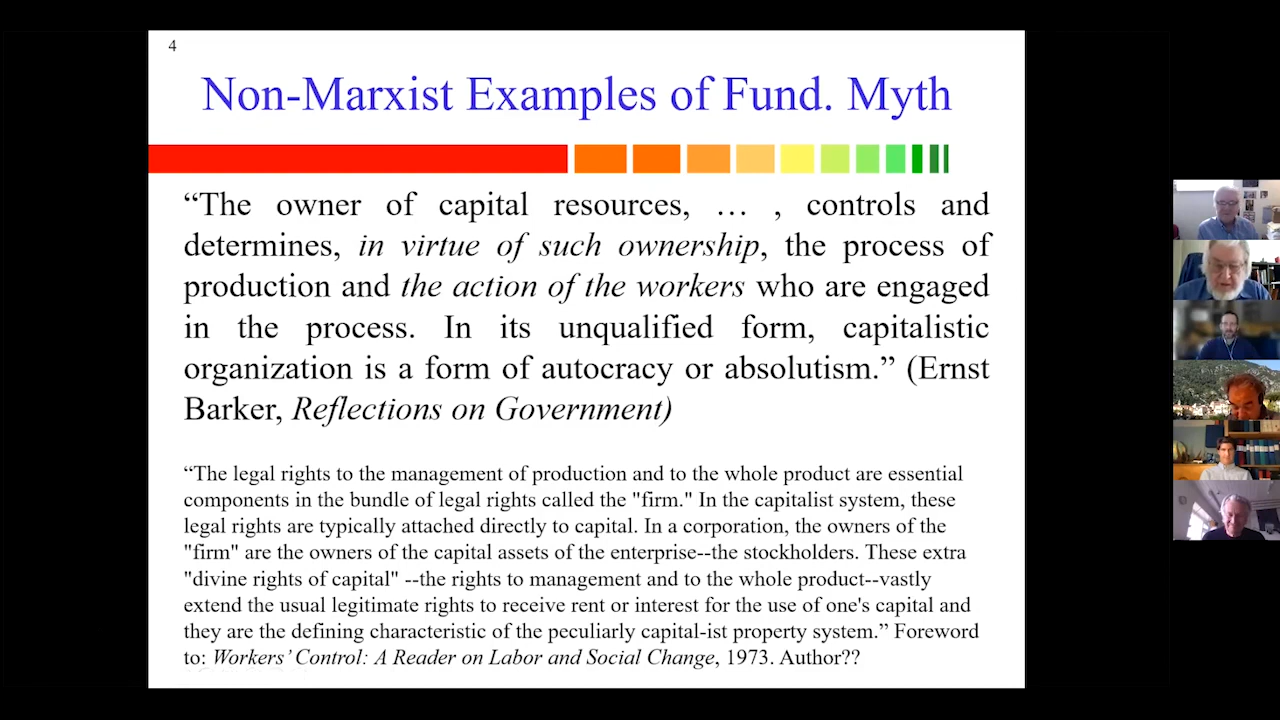 4
Non-Marxist Examples of Fund. Myth
“The owner of capital resources, … , controls and
determines, in virtue of such ownership, the process of
production and the action of the workers who are engaged
in the process. In its unqualified form, capitalistic
organization is a form of autocracy or absolutism.” (Ernst
Barker, Reflections on Government)
“The legal rights to the management of production and to the whole product are essential
components in the bundle of legal rights called the "firm." In the capitalist system, these
legal rights are typically attached directly to capital. In a corporation, the owners of the
"firm" are the owners of the capital assets of the enterprise--the stockholders. These extra
"divine rights of capital" --the rights to management and to the whole product--vastly
extend the usual legitimate rights to receive rent or interest for the use of one's capital and
they are the defining characteristic of the peculiarly capital-ist property system.” Foreword
to: Workers’ Control: A Reader on Labor and Social Change, 1973. Author??